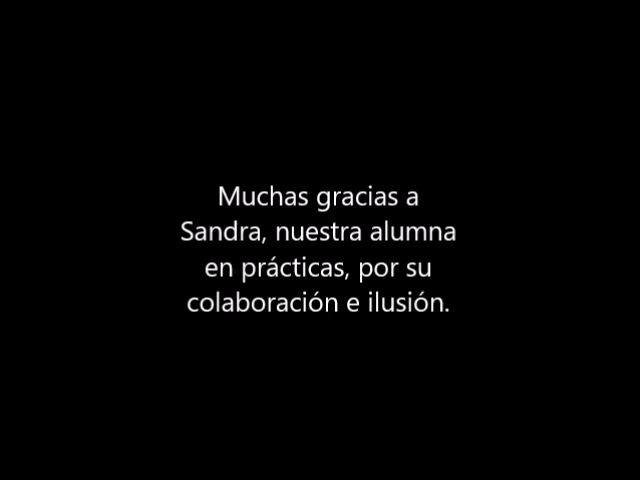 Muchas gracias a
Sandra, nuestra alumna
en prácticas, por su
colaboración e ilusión.